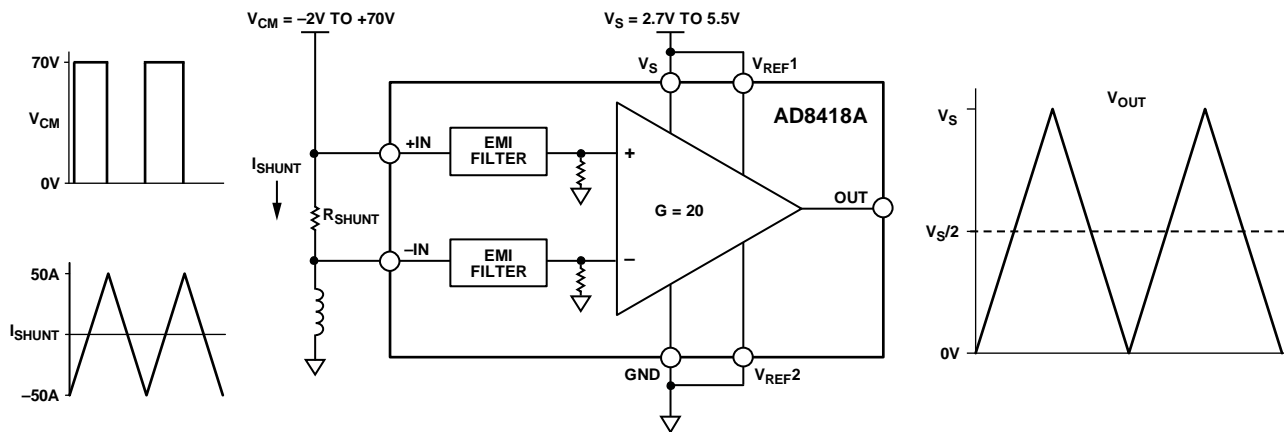 V_CM = –2V TO +70V
V_S = 2.7V TO 5.5V
70V
V_CM
0V
V_S
V_REF1
AD8418A
+IN
EMI
FILTER
I_SHUNT
R_SHUNT
+
G = 20
OUT
–IN
EMI
FILTER
–
50A
I_SHUNT
–50A
GND
V_REF2
V_OUT
V_S
V_S/2
0V